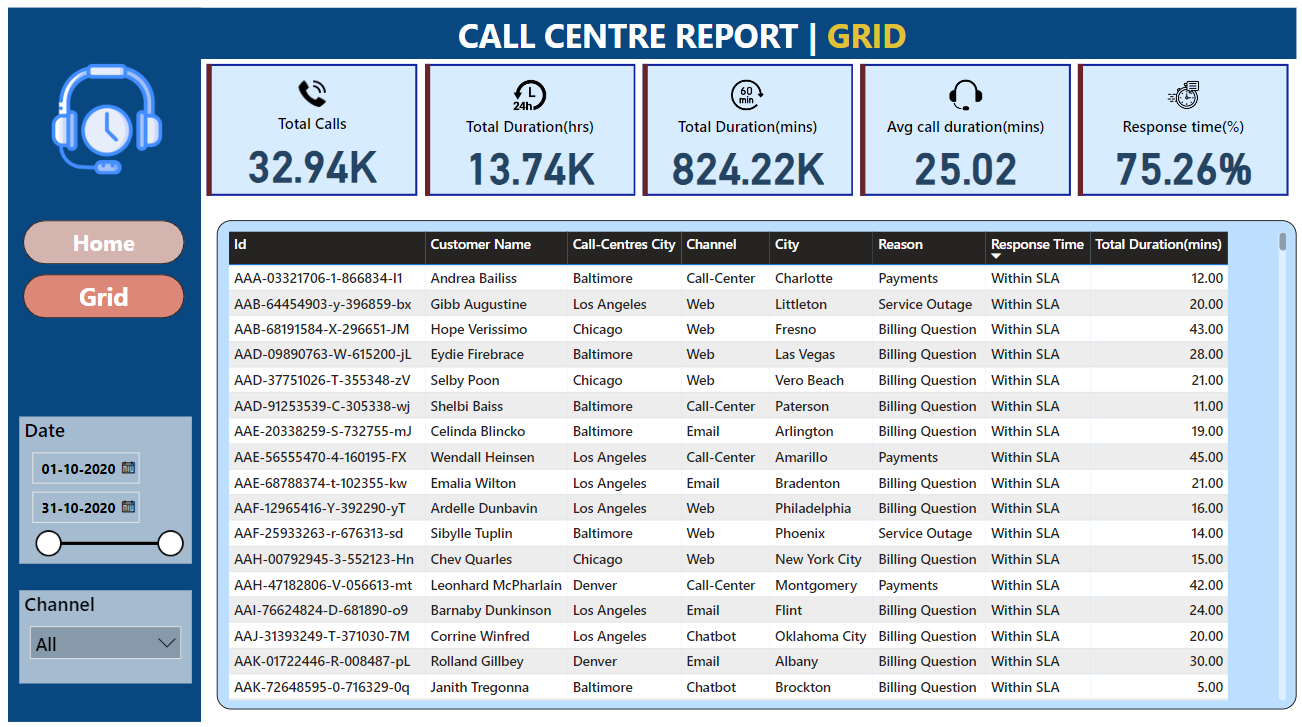 CALL CENTRE REPORT | GRID
24h
60 min
Total Calls
Total Duration(hrs)
Total Duration(mins)
Avg call duration(mins)
Response time(%)
32.94K
13.74K
824.22K
25.02
75.26%
Home
Grid
Date
01-10-2020
31-10-2020
Channel
All
Id Customer Name Call-Centres City Channel City Reason Response Time Total Duration(mins)
AAA-03321706-1-866834-I1 Andrea Bailiss Baltimore Call-Center Charlotte Payments Within SLA 12.00
AAB-64454903-y-396859-bx Gibb Augustine Los Angeles Web Littleton Service Outage Within SLA 20.00
AAB-68191584-X-296651-JM Hope Verissimo Chicago Web Fresno Billing Question Within SLA 43.00
AAD-09890763-W-615200-jL Eydie Firebrace Baltimore Web Las Vegas Billing Question Within SLA 28.00
AAD-37751026-T-355348-zV Selby Poon Chicago Web Vero Beach Billing Question Within SLA 21.00
AAD-91253539-C-305338-wj Shelbi Baiss Baltimore Call-Center Paterson Billing Question Within SLA 11.00
AAE-20338259-S-732755-mJ Celinda Blincko Baltimore Email Arlington Billing Question Within SLA 19.00
AAE-56555470-4-160195-FX Wendall Heinsen Los Angeles Call-Center Amarillo Payments Within SLA 45.00
AAE-68788374-t-102355-kw Emalia Wilton Los Angeles Email Bradenton Billing Question Within SLA 21.00
AAF-12965416-Y-392290-yT Ardelle Dunbavin Los Angeles Web Philadelphia Billing Question Within SLA 16.00
AAF-25933263-r-676313-sd Sibylle Tuplin Baltimore Web Phoenix Service Outage Within SLA 14.00
AAH-00792945-3-552123-Hn Chev Quarles Chicago Web New York City Billing Question Within SLA 15.00
AAH-47182806-V-056613-mt Leonhard McPharlain Denver Call-Center Montgomery Payments Within SLA 42.00
AAI-76624824-D-681890-o9 Barnaby Dunkinson Los Angeles Email Flint Billing Question Within SLA 24.00
AAJ-31393249-T-371030-7M Corrine Winfred Los Angeles Chatbot Oklahoma City Billing Question Within SLA 20.00
AAK-01722446-R-008487-pL Rolland Gillbey Denver Email Albany Billing Question Within SLA 30.00
AAK-72648595-0-716329-0q Janith Tregonna Baltimore Chatbot Brockton Billing Question Within SLA 5.00